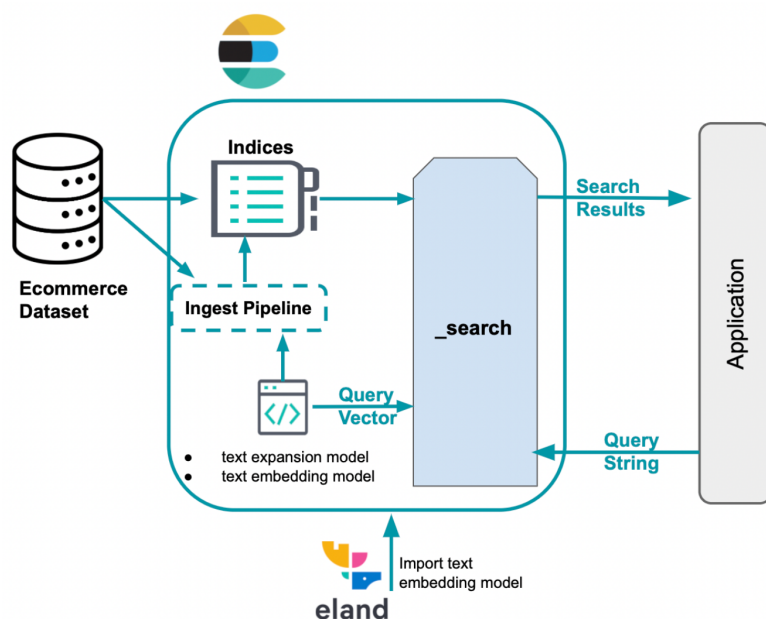 Indices
Search
Results
Ecommerce
Dataset
Ingest Pipeline
_search
Application
Query
Vector
Query
String
text expansion model
text embedding model
Import text
embedding model
eland